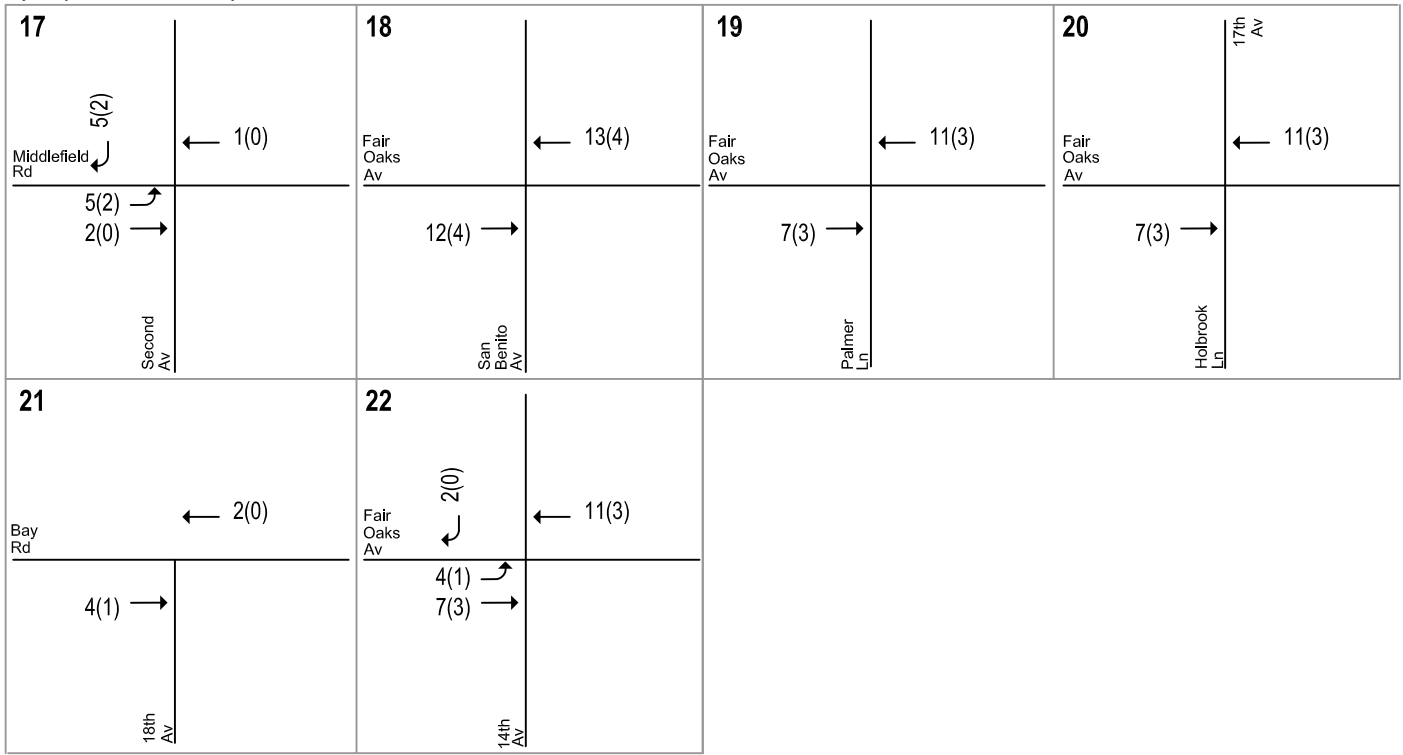 17
5(2)
1(0)
Middlefield
Rd
5(2)
2(0)
Second
Av
18
13(4)
Fair
Oaks
Av
12(4)
San
Benito
Av
19
11(3)
Fair
Oaks
Av
7(3)
Palmer
Ln
20
17th
Av
11(3)
Fair
Oaks
Av
7(3)
Holbrook
Ln
21
2(0)
Bay
Rd
4(1)
18th
Av
22
2(0)
11(3)
Fair
Oaks
Av
4(1)
7(3)
14th
Av